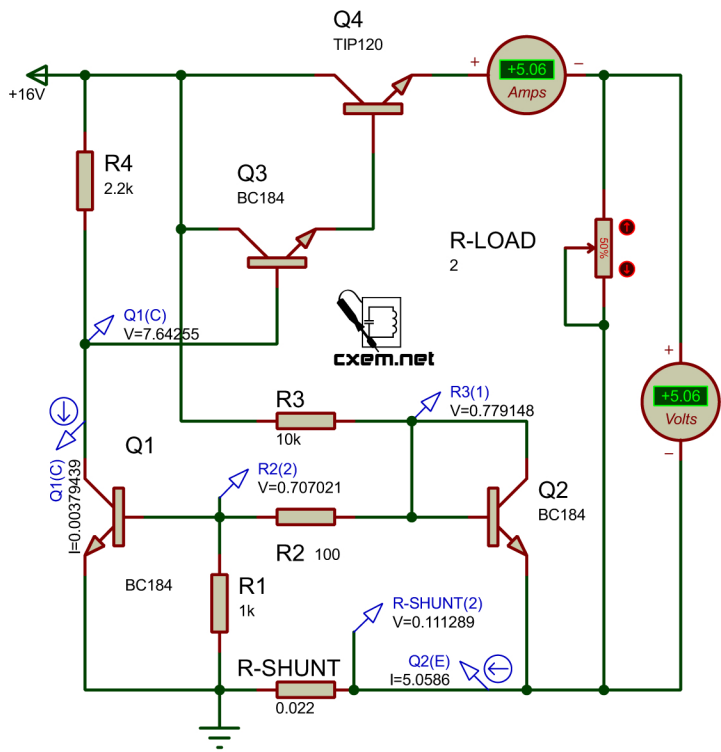 Q4
TIP120
+5.06
Amps
+
−
+16V
R4
2.2k
Q3
BC184
R-LOAD
2
50%
Q1(C)
V=7.64255
cxem.net
R3
10k
R3(1)
V=0.779148
+
+5.06
Volts
−
Q1
Q1(C)
I=0.00379439
BC184
R2(2)
V=0.707021
R2 100
Q2
BC184
R1
1k
R-SHUNT(2)
V=0.111289
R-SHUNT
0.022
Q2(E)
I=5.0586